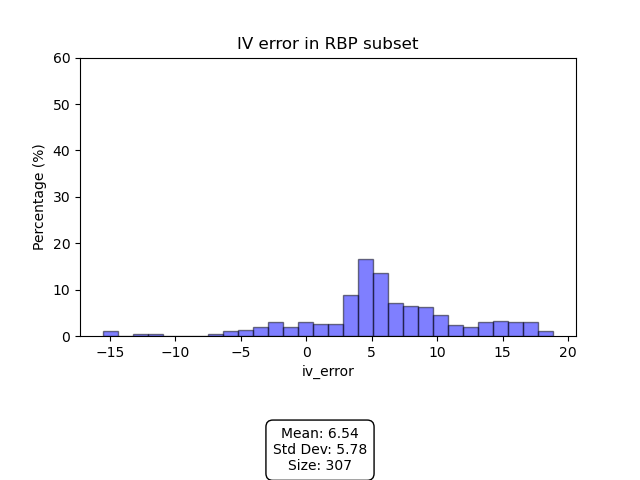 IV error in RBP subset
60
50
40
30
20
10
0
Percentage (%)
−15 −10 −5 0 5 10 15 20
iv_error
Mean: 6.54
Std Dev: 5.78
Size: 307